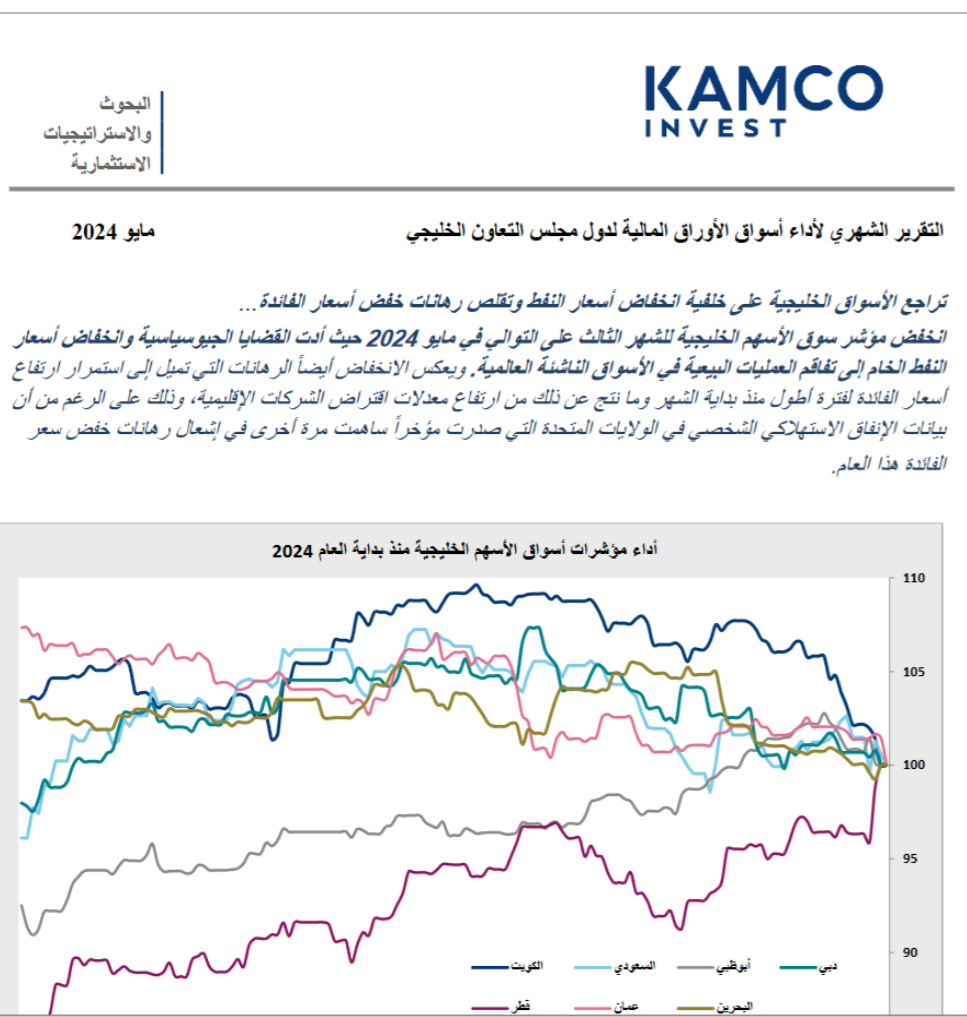 KAMCO
INVEST
البحوث
والاستراتيجيات
الاستثمارية
التقرير الشهري لأداء أسواق الأوراق المالية لدول مجلس التعاون الخليجي
مايو 2024
تراجع الأسواق الخليجية على خلفية انخفاض أسعار النفط وتقلص رهانات خفض أسعار الفائدة...
انخفض مؤشر سوق الأسهم الخليجية للشهر الثالث على التوالي في مايو 2024 حيث أدت القضايا الجيوسياسية وانخفاض أسعار
النفط الخام إلى تفاقم العمليات البيعية في الأسواق الناشئة العالمية. ويعكس الانخفاض أيضاً الرهانات التي تميل إلى استمرار ارتفاع
أسعار الفائدة لفترة أطول منذ بداية الشهر وما نتج عن ذلك من ارتفاع معدلات اقتراض الشركات الإقليمية، وذلك على الرغم من أن
بيانات الإنفاق الاستهلاكي الشخصي في الولايات المتحدة التي صدرت مؤخراً ساهمت مرة أخرى في إشعال رهانات خفض سعر
الفائدة هذا العام.
أداء مؤشرات أسواق الأسهم الخليجية منذ بداية العام 2024
110
105
100
95
90
دبي
أبوظبي
السعودي
الكويت
البحرين
عمان
قطر